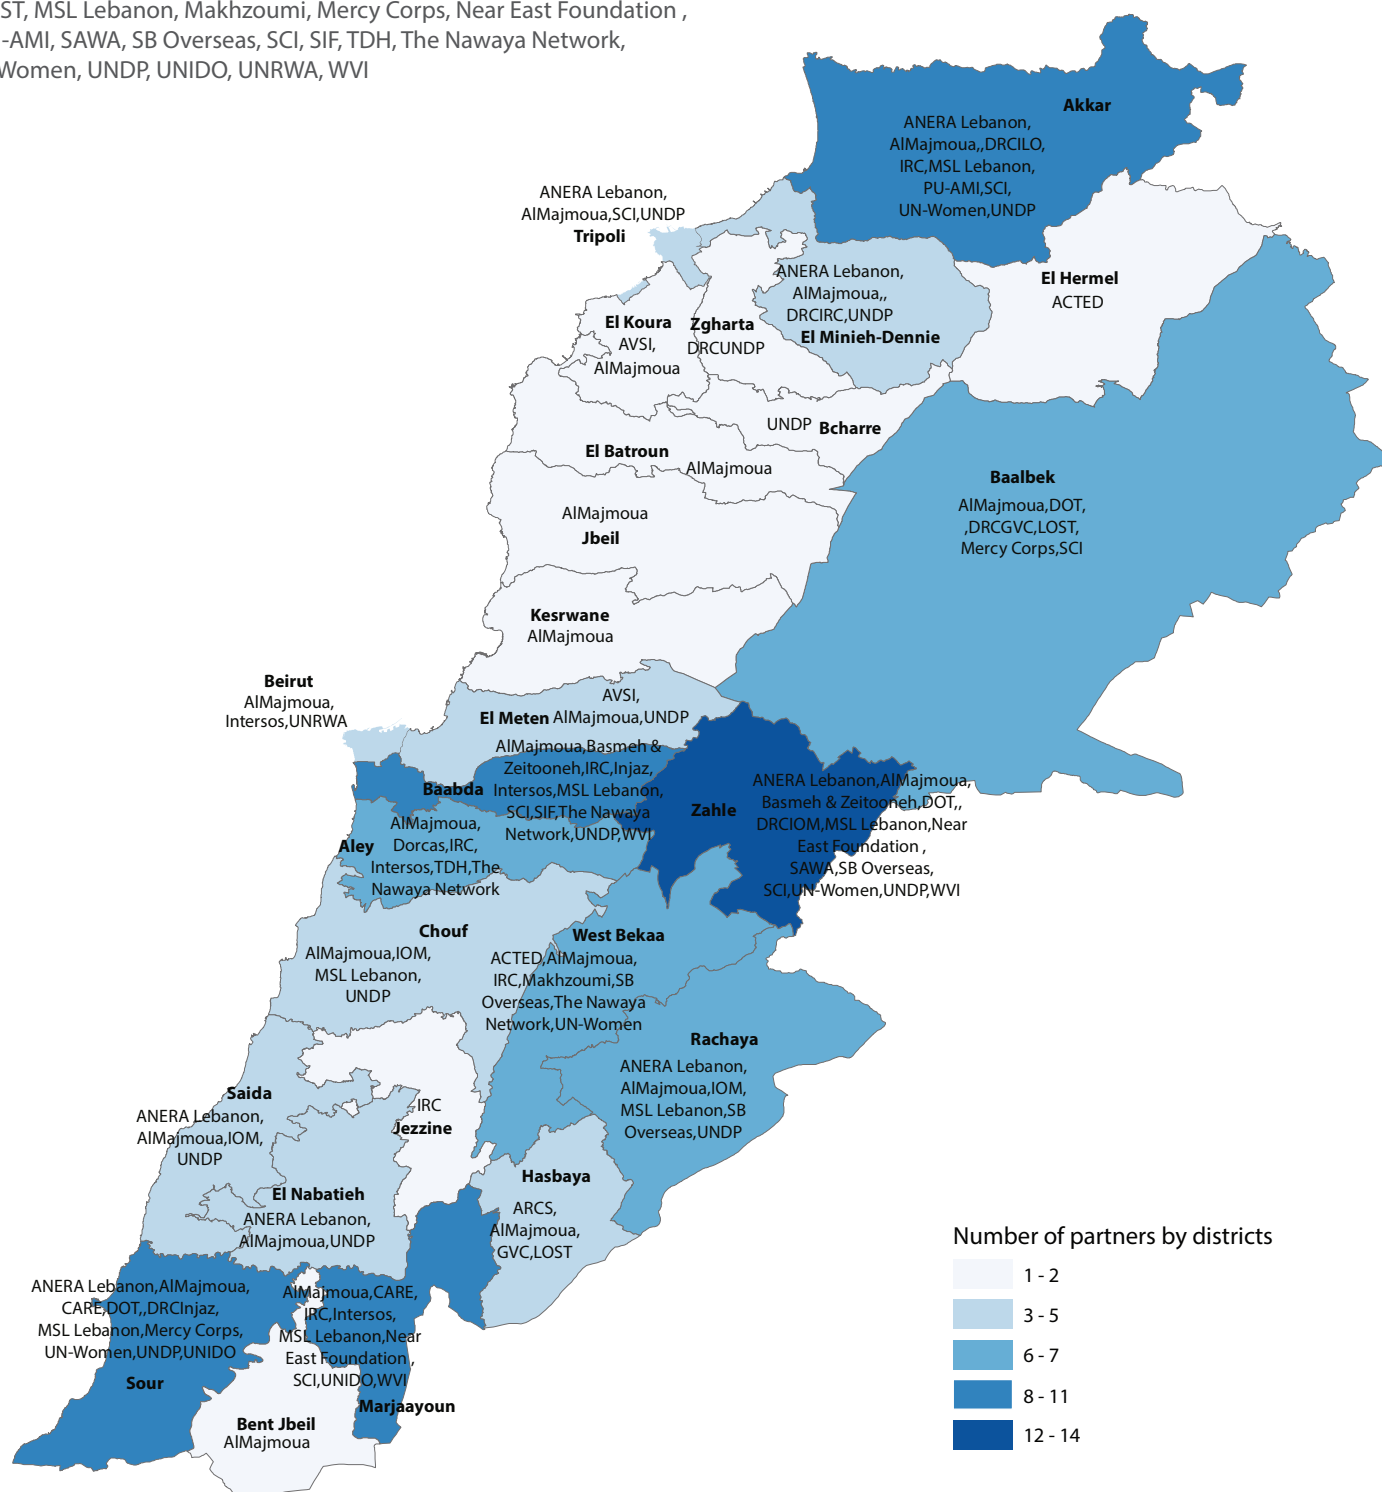 ST, MSL Lebanon, Makhzoumi, Mercy Corps, Near East Foundation ,
-AMI, SAWA, SB Overseas, SCI, SIF, TDH, The Nawaya Network,
Women, UNDP, UNIDO, UNRWA, WVI
Akkar
ANERA Lebanon,
AlMajmoua,,DRCILO,
IRC,MSL Lebanon,
PU-AMI,SCI,
UN-Women,UNDP
ANERA Lebanon,
AlMajmoua,SCI,UNDP
Tripoli
El Hermel
ACTED
ANERA Lebanon,
AlMajmoua,,
DRCIRC,UNDP
El Minieh-Dennie
El Koura
AVSI,
AlMajmoua
Zgharta
DRCUNDP
UNDP Bcharre
El Batroun
AlMajmoua
Baalbek
AlMajmoua,DOT,
,DRCGVC,LOST,
Mercy Corps,SCI
AlMajmoua
Jbeil
Kesrwane
AlMajmoua
Beirut
AlMajmoua,
Intersos,UNRWA
AVSI,
El Meten AlMajmoua,UNDP
Baabda
AlMajmoua,Basmeh &
Zeitooneh,IRC,Injaz,
Intersos,MSL Lebanon,
SCI,SIF,The Nawaya
Network,UNDP,WVI
Zahle
ANERA Lebanon,AlMajmoua,
Basmeh & Zeitooneh,DOT,,
DRCIOM,MSL Lebanon,Near
East Foundation ,
SAWA,SB Overseas,
SCI,UN-Women,UNDP,WVI
Aley
AlMajmoua,
Dorcas,IRC,
Intersos,TDH,The
Nawaya Network
Chouf
AlMajmoua,IOM,
MSL Lebanon,
UNDP
West Bekaa
ACTED,AlMajmoua,
IRC,Makhzoumi,SB
Overseas,The Nawaya
Network,UN-Women
Rachaya
ANERA Lebanon,
AlMajmoua,IOM,
MSL Lebanon,SB
Overseas,UNDP
Saida
ANERA Lebanon,
AlMajmoua,IOM,
UNDP
IRC
Jezzine
Hasbaya
ARCS,
AlMajmoua,
GVC,LOST
El Nabatieh
ANERA Lebanon,
AlMajmoua,UNDP
ANERA Lebanon,AlMajmoua,
CARE,DOT,,DRCInjaz,
MSL Lebanon,Mercy Corps,
UN-Women,UNDP,UNIDO
Sour
AlMajmoua,CARE,
IRC,Intersos,
MSL Lebanon,Near
East Foundation ,
SCI,UNIDO,WVI
Marjaayoun
Bent Jbeil
AlMajmoua
Number of partners by districts
1 - 2
3 - 5
6 - 7
8 - 11
12 - 14